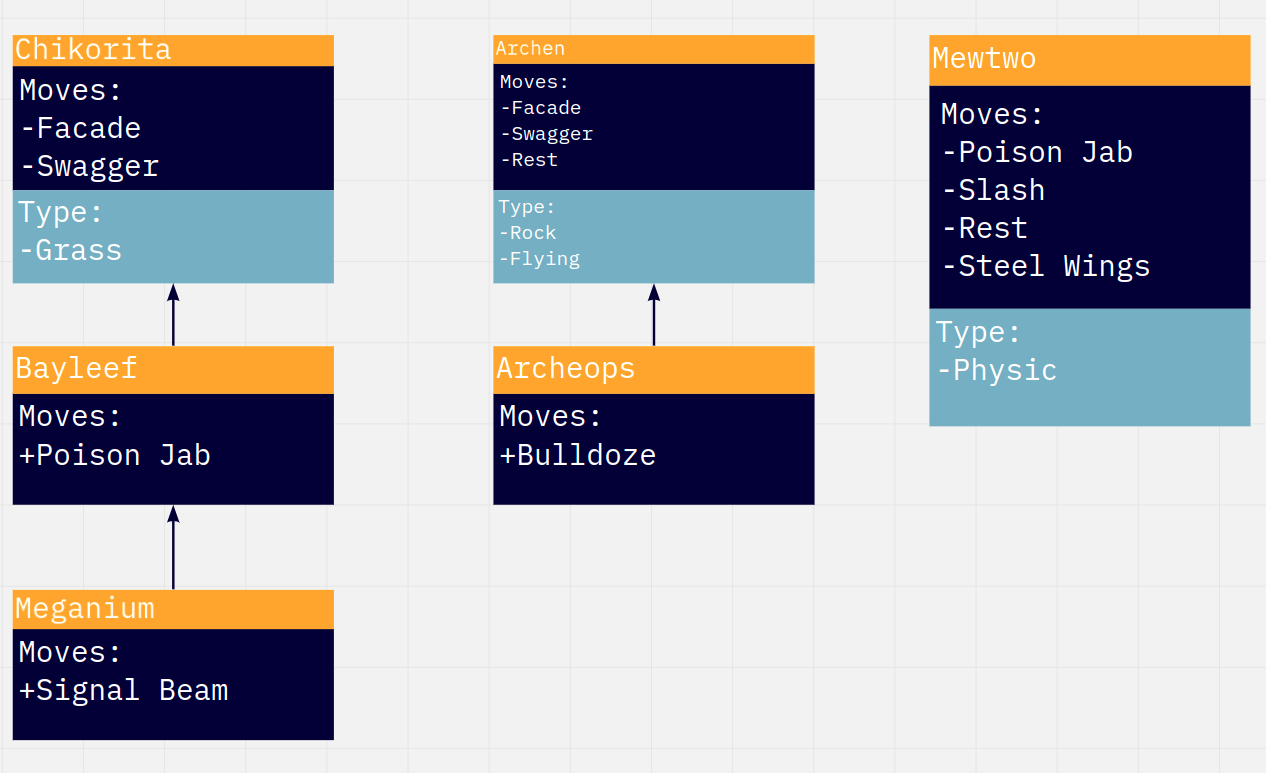 Chikorita
Moves:
-Facade
-Swagger
Type:
-Grass
Bayleef
Moves:
+Poison Jab
Meganium
Moves:
+Signal Beam
Archen
Moves:
-Facade
-Swagger
-Rest
Type:
-Rock
-Flying
Archeops
Moves:
+Bulldoze
Mewtwo
Moves:
-Poison Jab
-Slash
-Rest
-Steel Wings
Type:
-Physic